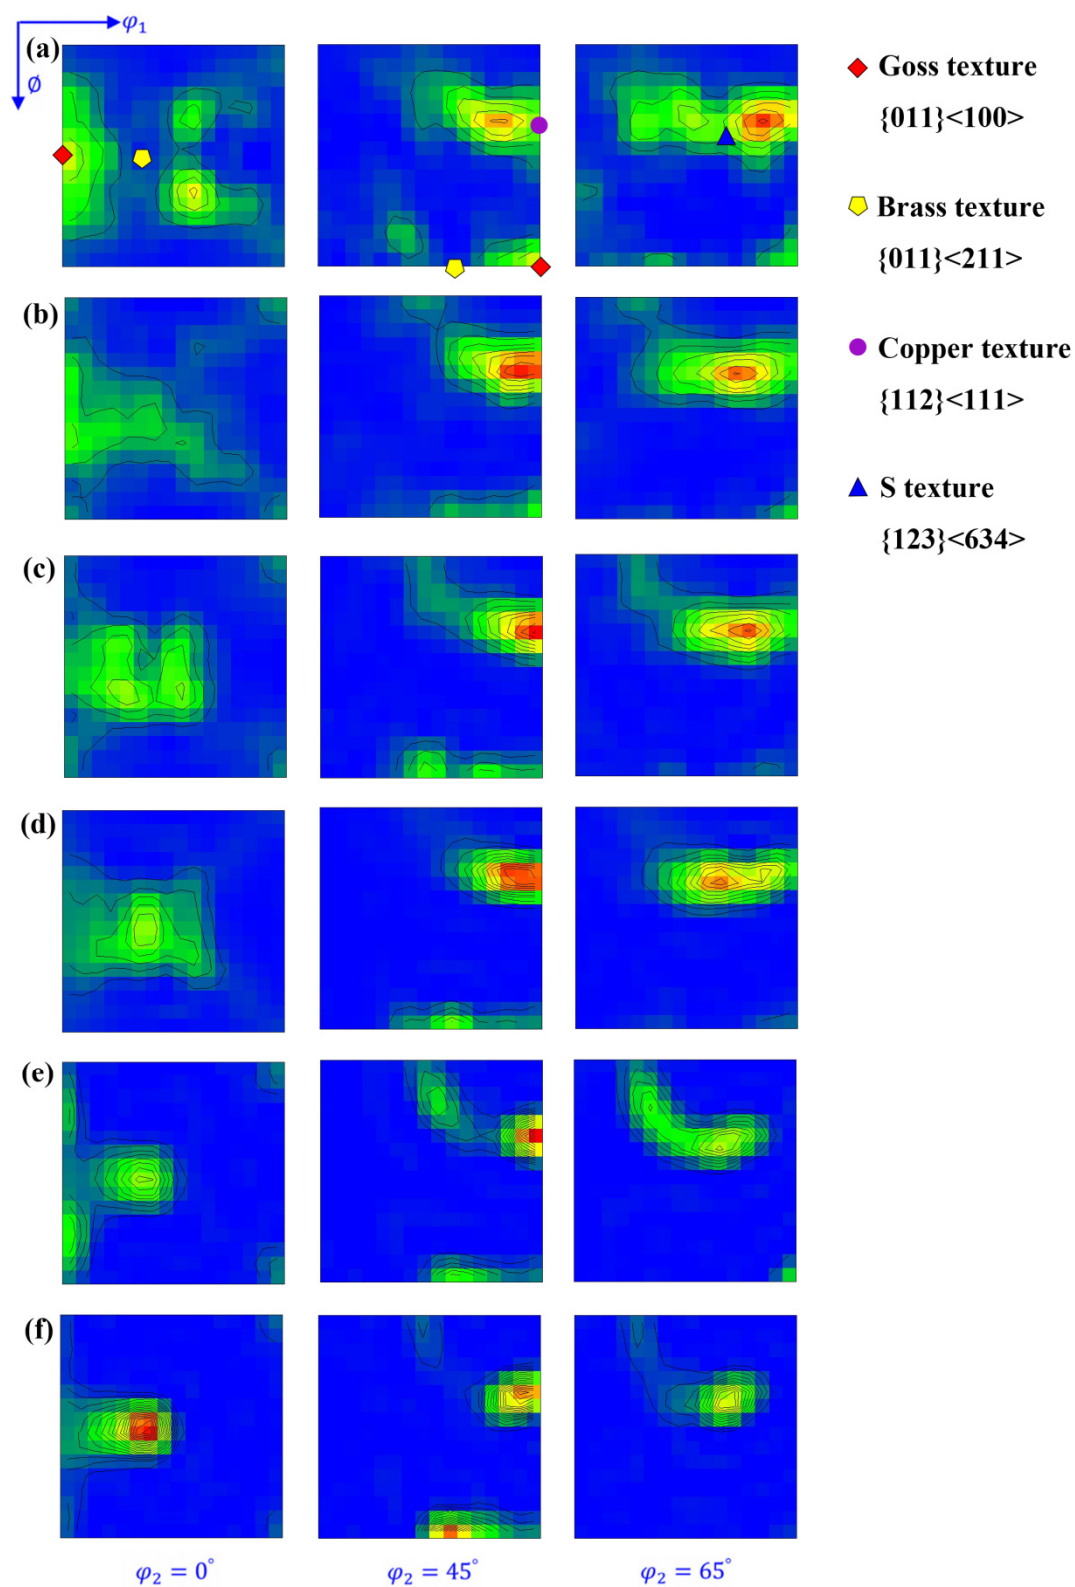 φ₁
(a)
∅
Goss texture
{011}<100>
Brass texture
{011}<211>
(b)
Copper texture
{112}<111>
S texture
{123}<634>
(c)
(d)
(e)
(f)
φ₂ = 0° φ₂ = 45° φ₂ = 65°